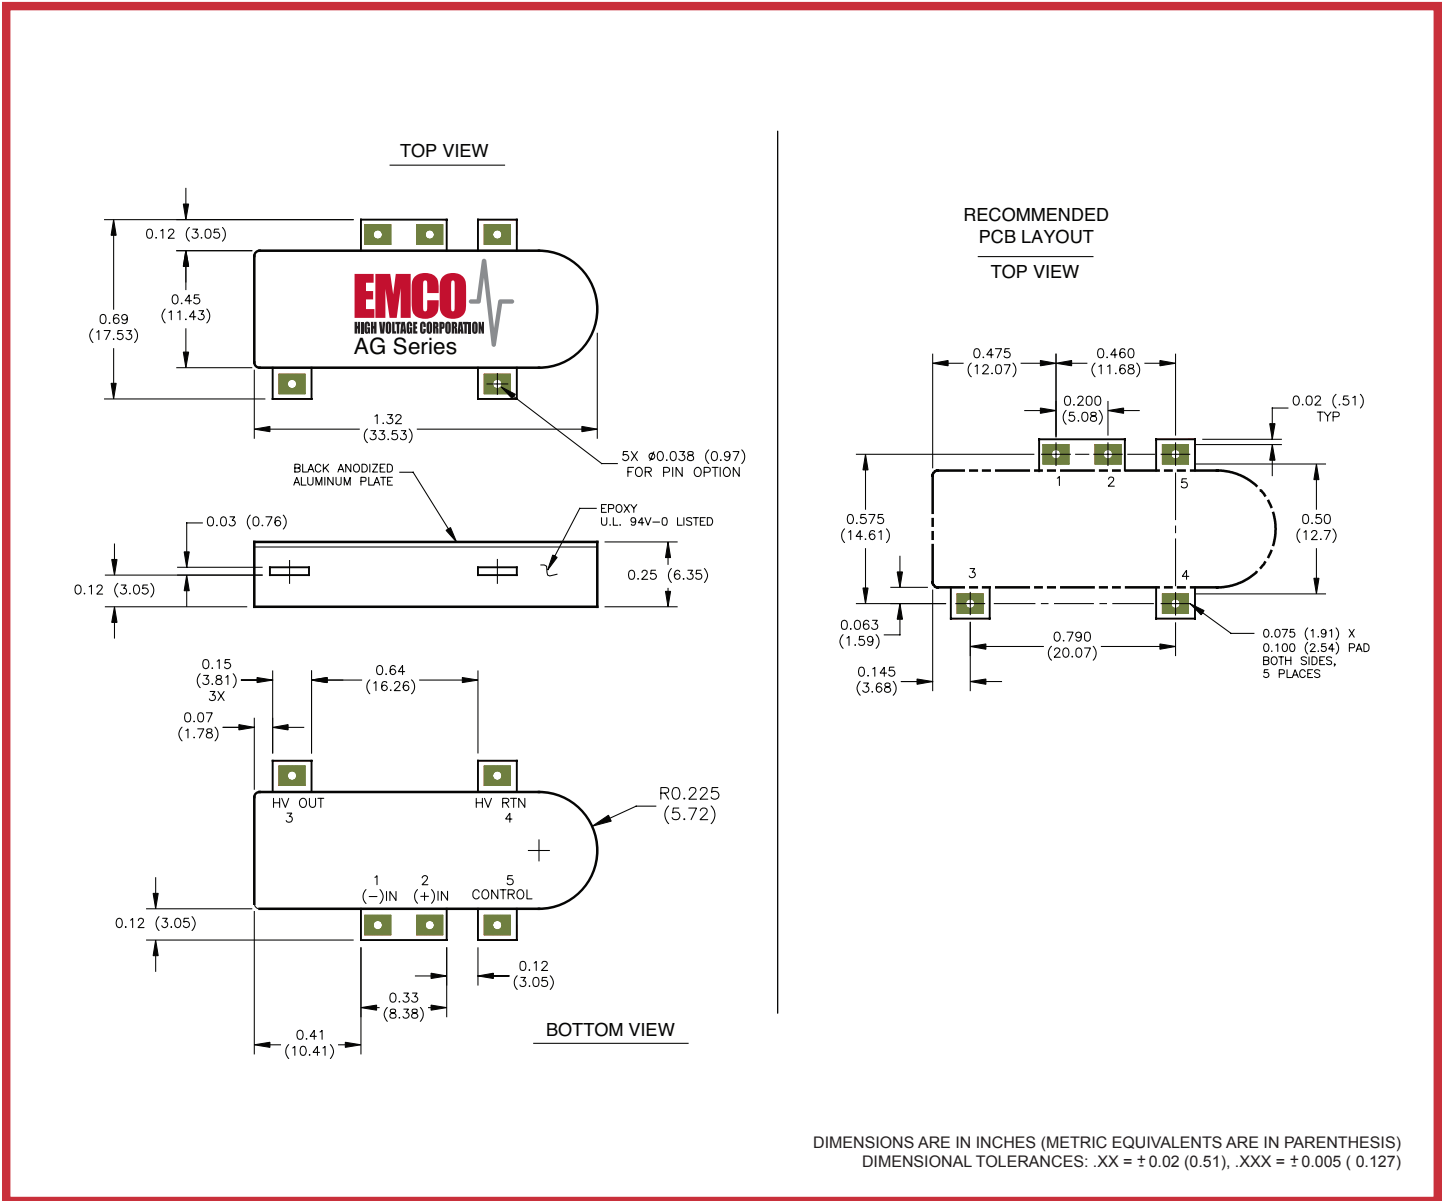 TOP VIEW
0.12 (3.05)
0.45
(11.43)
0.69
(17.53)
EMCO
HIGH VOLTAGE CORPORATION
AG Series
1.32
(33.53)
5X ø0.038 (0.97)
FOR PIN OPTION
BLACK ANODIZED
ALUMINUM PLATE
EPOXY
U.L. 94V-0 LISTED
0.03 (0.76)
0.12 (3.05)
0.25 (6.35)
0.15
(3.81)
3X
0.64
(16.26)
0.07
(1.78)
HV OUT
3
HV RTN
4
R0.225
(5.72)
1
(-)IN
2
(+)IN
5
CONTROL
0.12 (3.05)
0.12
(3.05)
0.33
(8.38)
0.41
(10.41)
BOTTOM VIEW
RECOMMENDED
PCB LAYOUT
TOP VIEW
0.475
(12.07)
0.460
(11.68)
0.200
(5.08)
0.02 (.51)
TYP
1
2
5
0.575
(14.61)
0.50
(12.7)
3
4
0.063
(1.59)
0.790
(20.07)
0.145
(3.68)
0.075 (1.91) X
0.100 (2.54) PAD
BOTH SIDES,
5 PLACES
DIMENSIONS ARE IN INCHES (METRIC EQUIVALENTS ARE IN PARENTHESIS)
DIMENSIONAL TOLERANCES: .XX = ±0.02 (0.51), .XXX = ±0.005 ( 0.127)